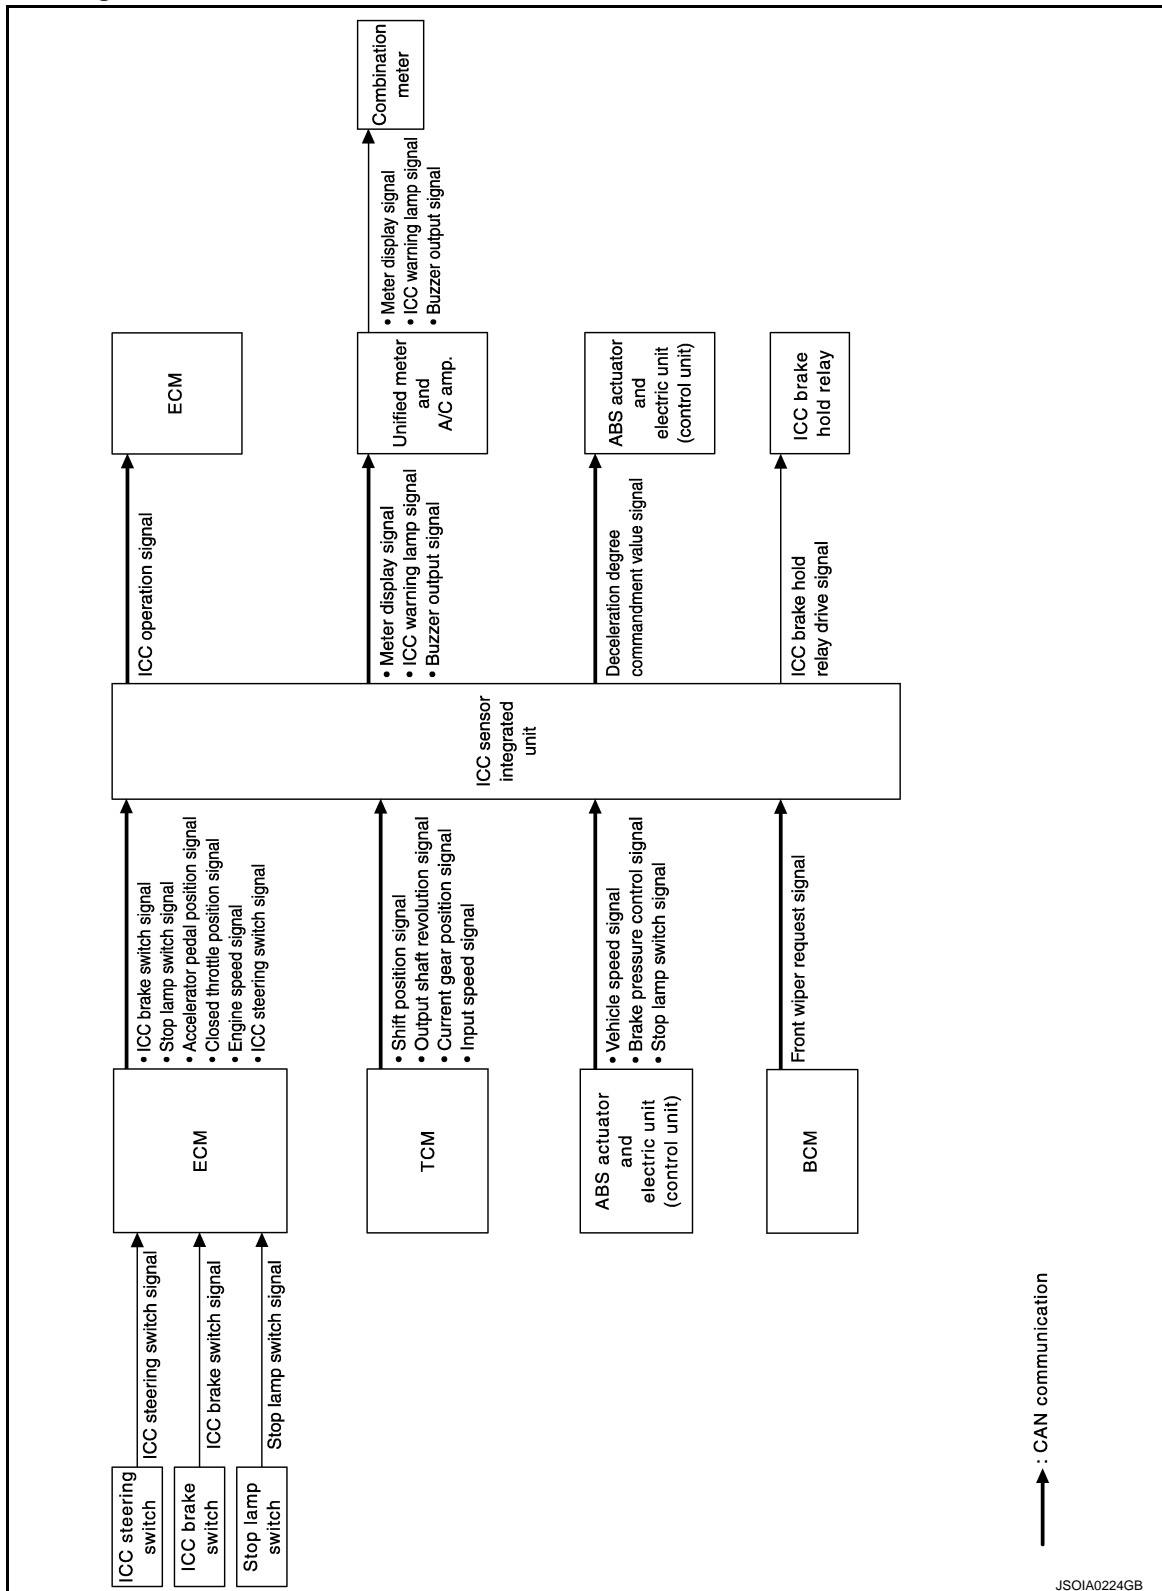 ICC steering
switch
ICC brake
switch
Stop lamp
switch
ICC steering switch signal
ICC brake switch signal
Stop lamp switch signal
ECM
• ICC brake switch signal
• Stop lamp switch signal
• Accelerator pedal position signal
• Closed throttle position signal
• Engine speed signal
• ICC steering switch signal
TCM
• Shift position signal
• Output shaft revolution signal
• Current gear position signal
• Input speed signal
ABS actuator
and
electric unit
(control unit)
• Vehicle speed signal
• Brake pressure control signal
• Stop lamp switch signal
BCM
Front wiper request signal
ICC sensor
integrated
unit
ICC operation signal
ECM
• Meter display signal
• ICC warning lamp signal
• Buzzer output signal
Unified meter
and
A/C amp.
• Meter display signal
• ICC warning lamp signal
• Buzzer output signal
Combination
meter
Deceleration degree
commandment value signal
ABS actuator
and
electric unit
(control unit)
ICC brake hold
relay drive signal
ICC brake
hold relay
: CAN communication
JSOIA0224GB